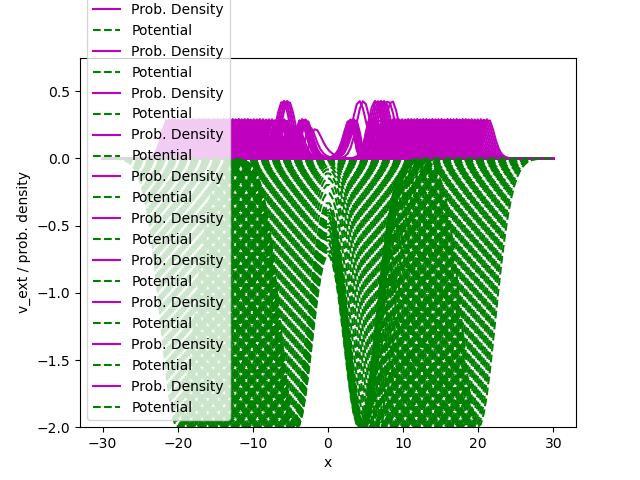 Prob. Density
Potential
Prob. Density
Potential
Prob. Density
Potential
Prob. Density
Potential
Prob. Density
Potential
Prob. Density
Potential
Prob. Density
Potential
Prob. Density
Potential
Prob. Density
Potential
Prob. Density
Potential
0.5
0.0
−0.5
−1.0
−1.5
−2.0
v_ext / prob. density
−30
−20
−10
0
10
20
30
x